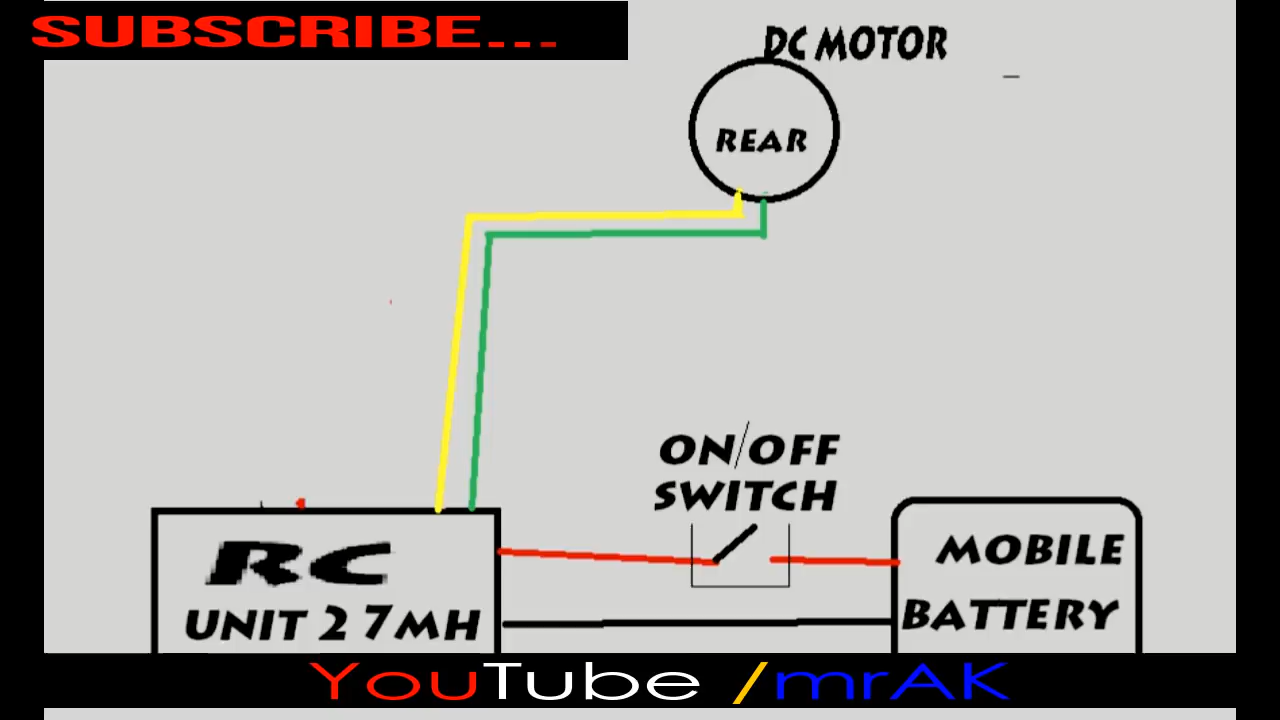 SUBSCRIBE...
DC MOTOR
REAR
ON/OFF
SWITCH
RC
UNIT 27MH
MOBILE
BATTERY
YouTube /mrAK